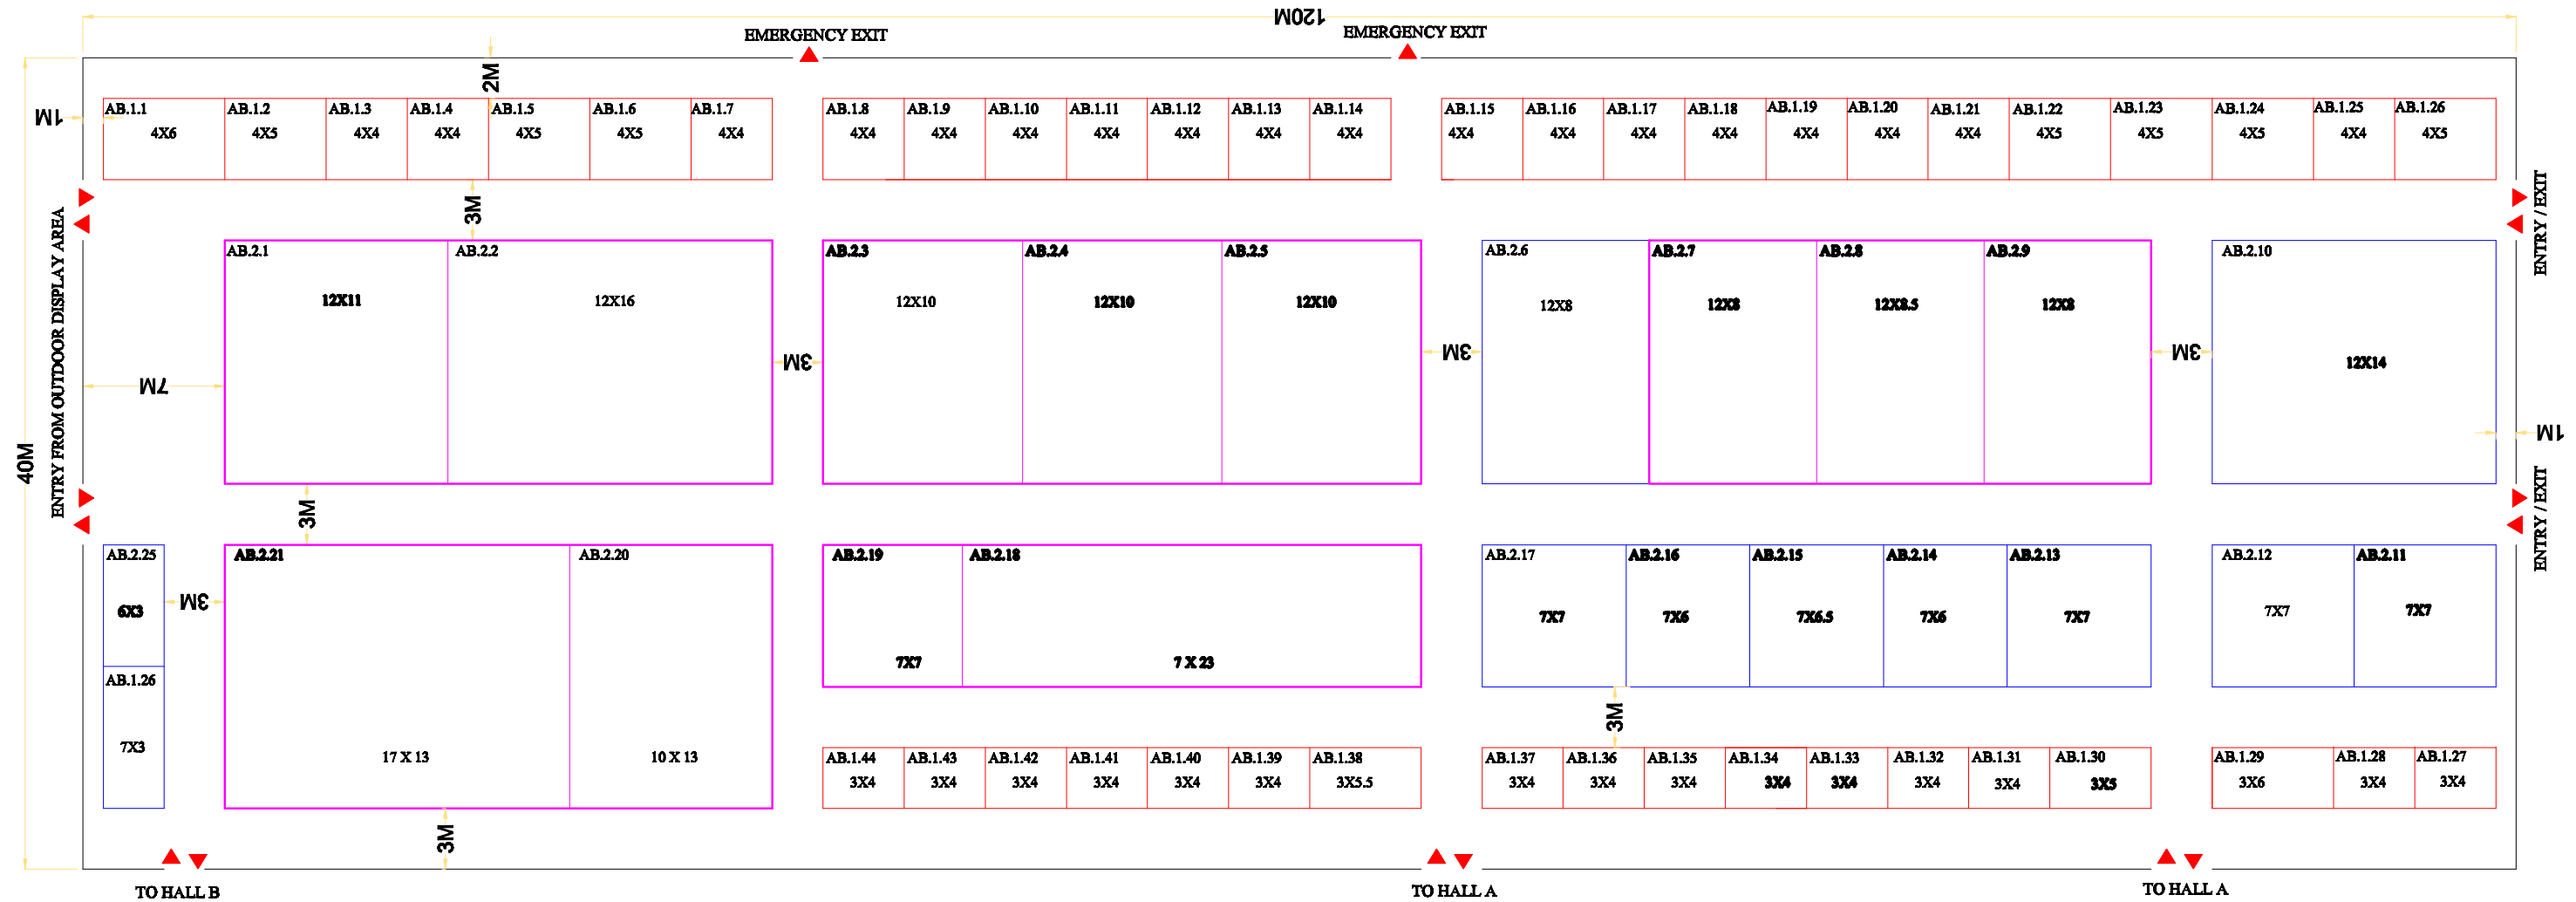 120M
EMERGENCY EXIT
EMERGENCY EXIT
2M
1M
AB.1.1
4X6
AB.1.2
4X5
AB.1.3
4X4
AB.1.4
4X4
AB.1.5
4X5
AB.1.6
4X5
AB.1.7
4X4
AB.1.8
4X4
AB.1.9
4X4
AB.1.10
4X4
AB.1.11
4X4
AB.1.12
4X4
AB.1.13
4X4
AB.1.14
4X4
AB.1.15
4X4
AB.1.16
4X4
AB.1.17
4X4
AB.1.18
4X4
AB.1.19
4X4
AB.1.20
4X4
AB.1.21
4X4
AB.1.22
4X5
AB.1.23
4X5
AB.1.24
4X5
AB.1.25
4X4
AB.1.26
4X5
3M
ENTRY / EXIT
ENTRY FROM OUTDOOR DISPLAY AREA
40M
7M
AB.2.1
12X11
AB.2.2
12X16
3M
AB.2.3
12X10
AB.2.4
12X10
AB.2.5
12X10
3M
AB.2.6
12X8
AB.2.7
12X8
AB.2.8
12X8.5
AB.2.9
12X8
3M
AB.2.10
12X14
1M
3M
ENTRY / EXIT
AB.2.25
6X3
3M
AB.2.21
17 X 13
AB.2.20
10 X 13
AB.2.19
7X7
AB.2.18
7 X 23
AB.2.17
7X7
AB.2.16
7X6
AB.2.15
7X6.5
AB.2.14
7X6
AB.2.13
7X7
AB.2.12
7X7
AB.2.11
7X7
AB.1.26
7X3
3M
AB.1.44
3X4
AB.1.43
3X4
AB.1.42
3X4
AB.1.41
3X4
AB.1.40
3X4
AB.1.39
3X4
AB.1.38
3X5.5
AB.1.37
3X4
AB.1.36
3X4
AB.1.35
3X4
AB.1.34
3X4
AB.1.33
3X4
AB.1.32
3X4
AB.1.31
3X4
AB.1.30
3X5
AB.1.29
3X6
AB.1.28
3X4
AB.1.27
3X4
3M
TO HALL B
TO HALL A
TO HALL A